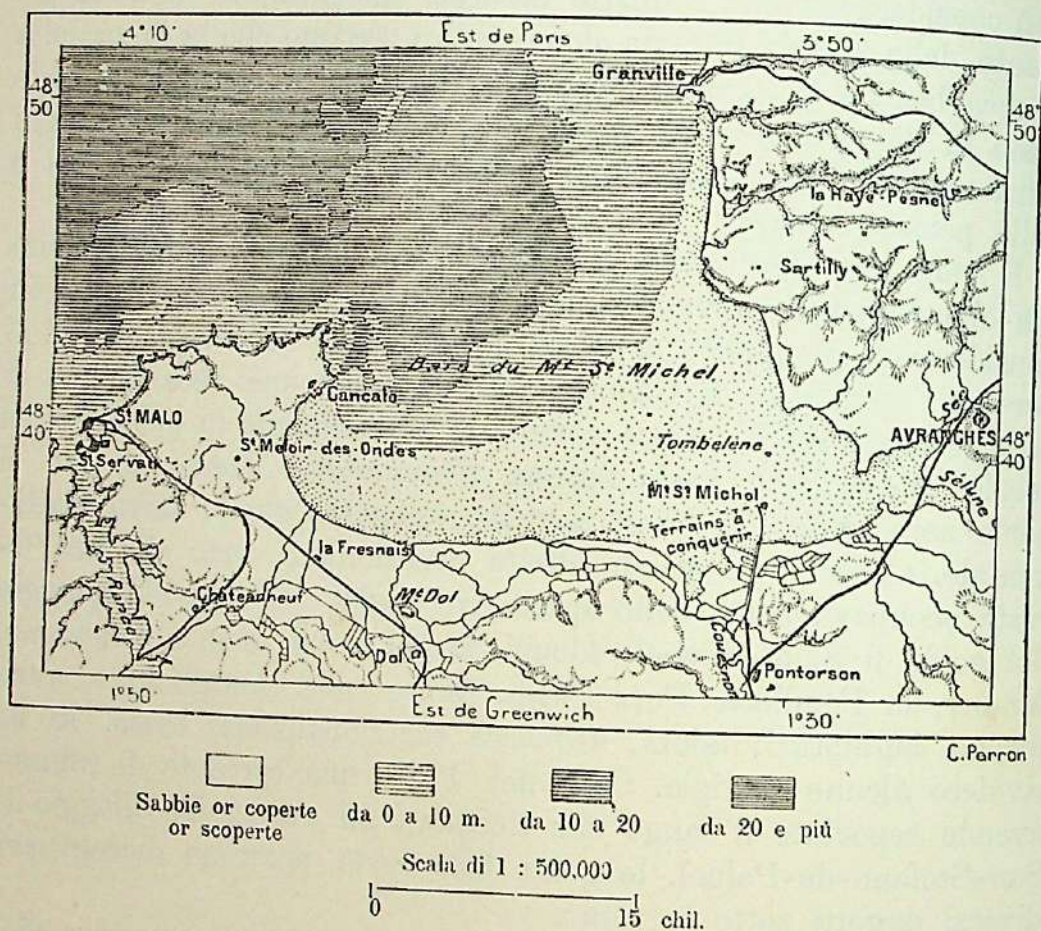 4°10
Est de Paris
3°50
48°
50
48°
50
Granville
la Haye-Pesnel
Sartilly
Baie du Mt St Michel
Cancale
48°
40
St MALO
St Servan
St Meloir-des-Ondes
Tombelene
Sée
AVRANCHES
48°
40
Sélune
Mt St Michel
Terrains à
conquérir
la Fresnais
Mt Dol
Chateauneuf
Rance
Dol
Couesnon
Pontorson
1°50
Est de Greenwich
1°30
C. Perron
Sabbie or coperte
or scoperte
da 0 a 10 m.
da 10 a 20
da 20 e più
Scala di 1 : 500.000
0
15 chil.